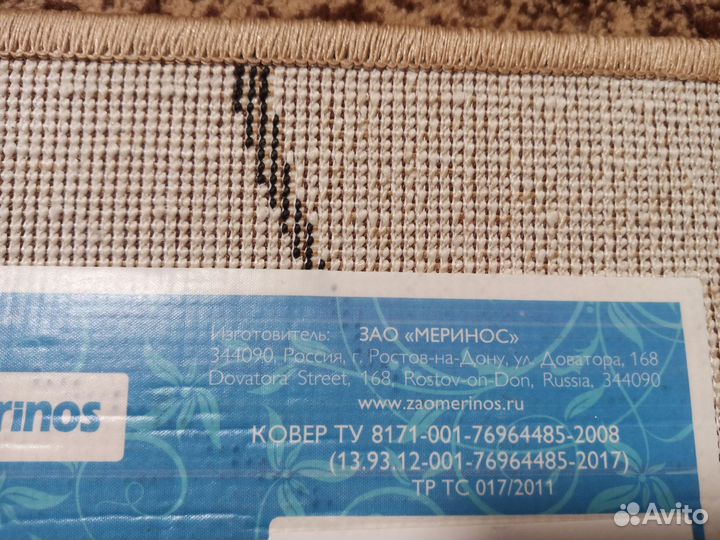 Изготовитель: ЗАО «МЕРИНОС»
344090, Россия, г. Ростов-на-Дону, ул. Доватора, 168
Dovatora Street, 168, Rostov-on-Don, Russia, 344090
www.zaomerinos.ru
erinos
КОВЕР ТУ 8171-001-76964485-2008
(13.93.12-001-76964485-2017)
ТР ТС 017/2011
Avito